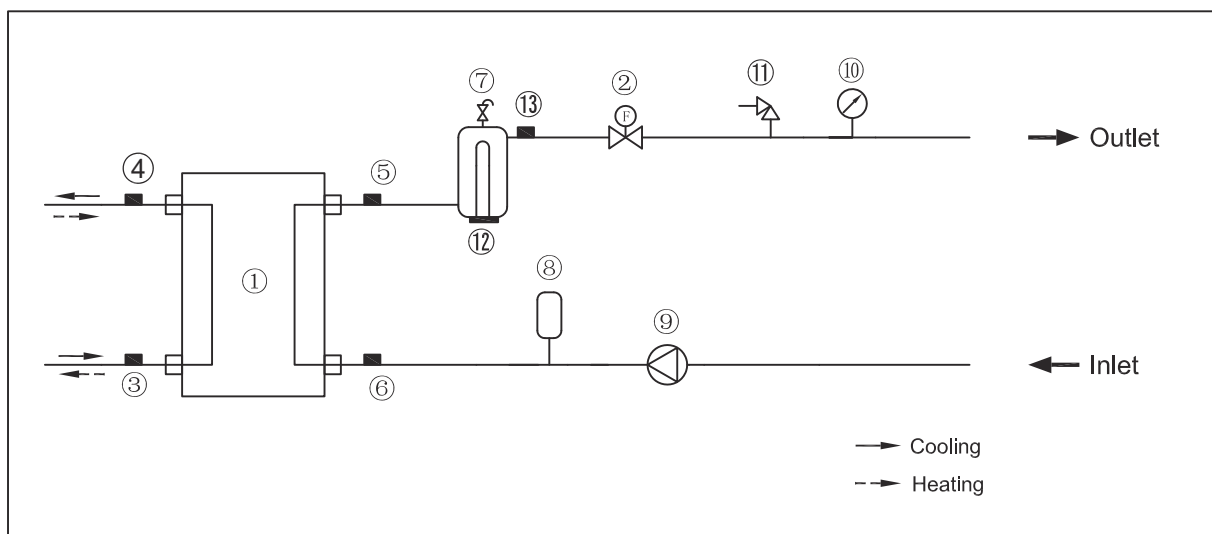 ⑦
⑬
②
F
⑪
⑩
Outlet
④
⑤
⑫
①
⑧
⑨
Inlet
③
⑥
Cooling
Heating